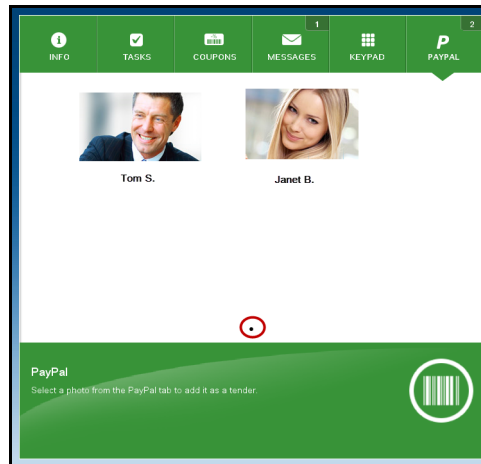 1
2
INFO
TASKS
COUPONS
MESSAGES
KEYPAD
P
PAYPAL
Tom S.
Janet B.
PayPal
Select a photo from the PayPal tab to add it as a tender.